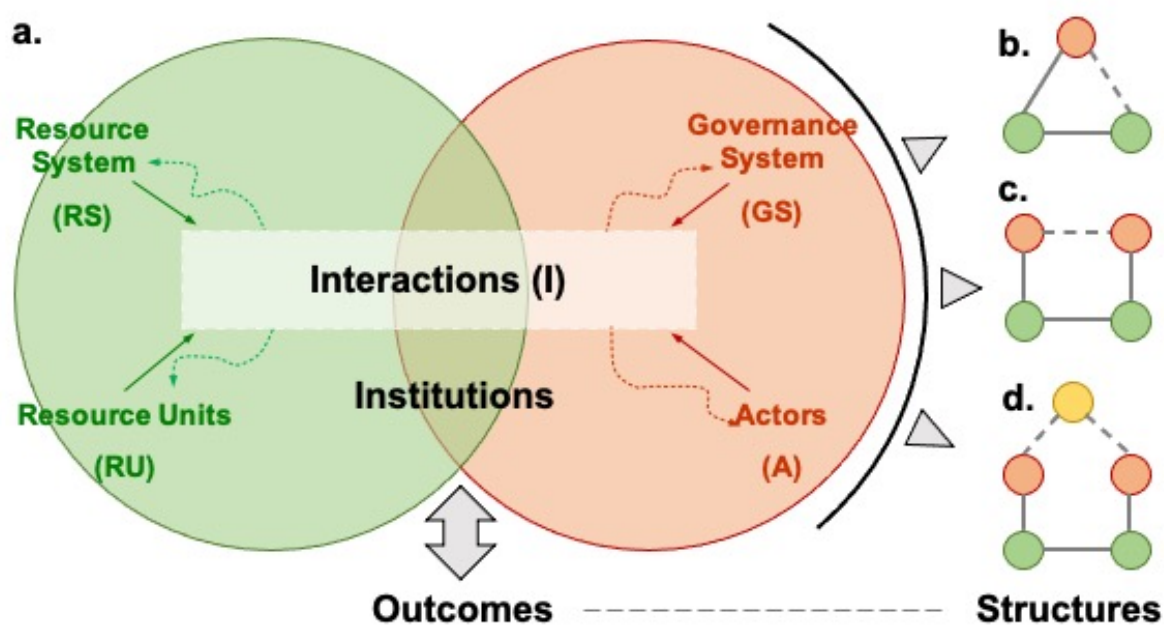 a.
Resource
System
(RS)
Governance
System
(GS)
Interactions (I)
Institutions
Resource Units
(RU)
Actors
(A)
Outcomes
Structures
b.
c.
d.